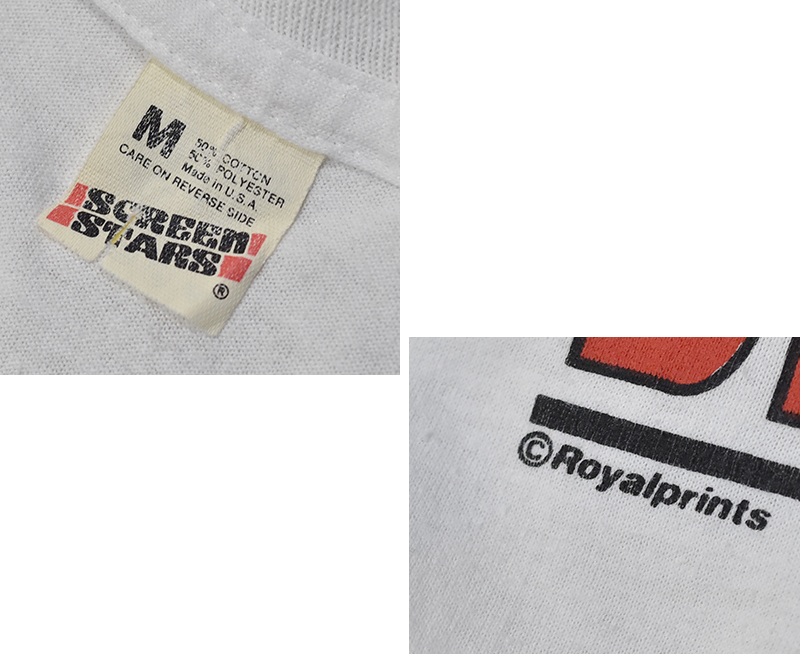 M
50% COTTON
50% POLYESTER
Made in U.S.A.
CARE ON REVERSE SIDE
SCREEN
STARS
®
©Royalprints